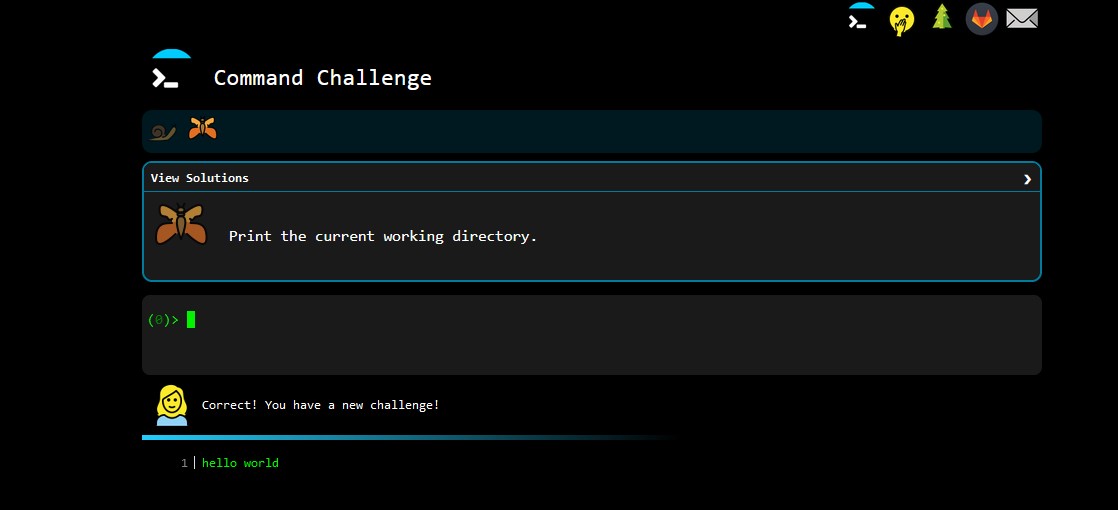 Command Challenge
View Solutions
Print the current working directory.
(0)>
Correct! You have a new challenge!
1 hello world